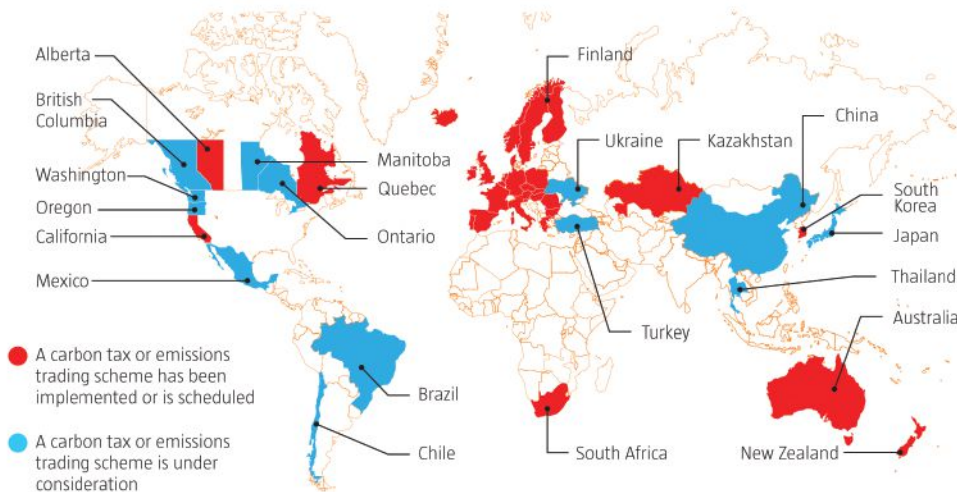 Alberta
British
Columbia
Washington
Oregon
California
Mexico
Manitoba
Quebec
Ontario
Brazil
Chile
Finland
Ukraine
Kazakhstan
China
South
Korea
Japan
Thailand
Turkey
Australia
South Africa
New Zealand
A carbon tax or emissions
trading scheme has been
implemented or is scheduled
A carbon tax or emissions
trading scheme is under
consideration